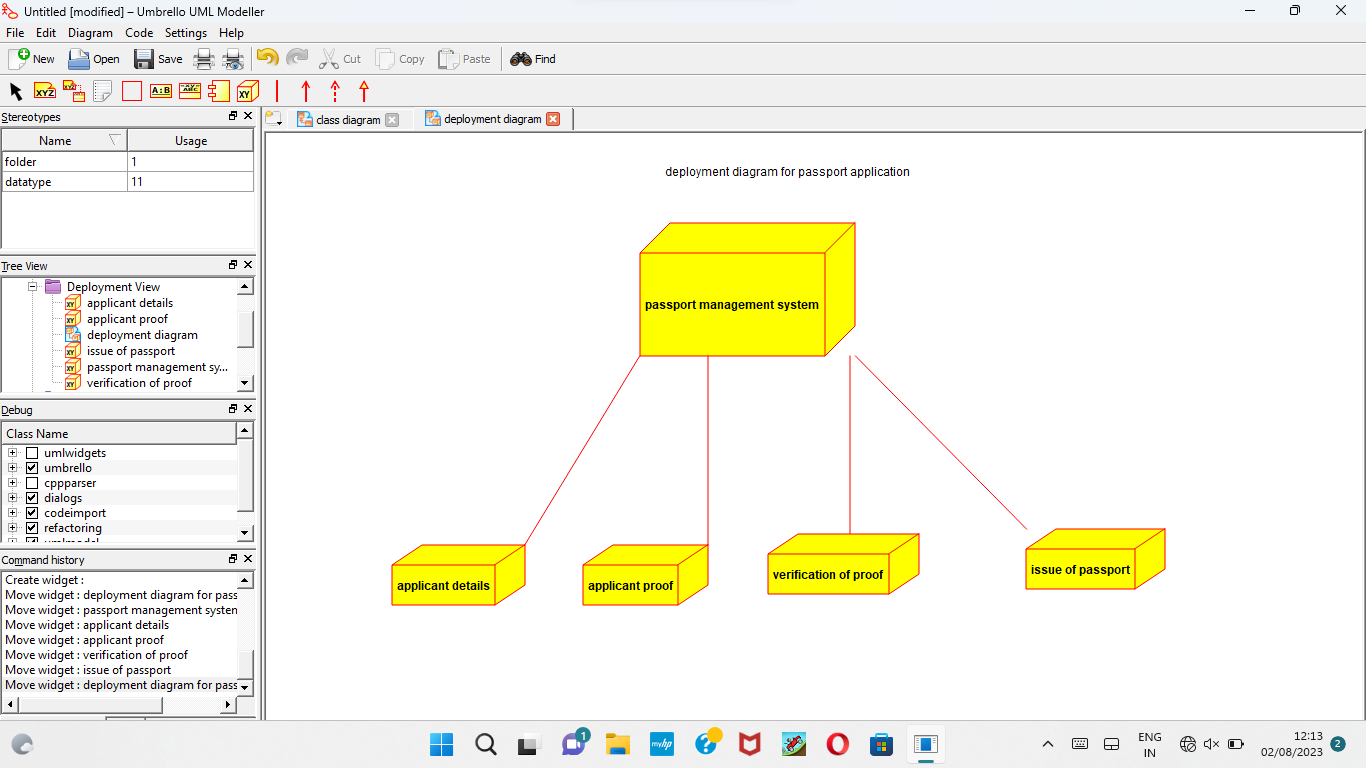 Untitled [modified] – Umbrello UML Modeller
File Edit Diagram Code Settings Help
New Open Save Cut Copy Paste Find
XYZ XYZ A:B ABC XY
Stereotypes
class diagram deployment diagram
Name Usage
folder 1
datatype 11
deployment diagram for passport application
passport management system
applicant details
applicant proof
verification of proof
issue of passport
Tree View
Deployment View
applicant details
applicant proof
deployment diagram
issue of passport
passport management sy...
verification of proof
Debug
Class Name
umlwidgets
umbrello
cppparser
dialogs
codeimport
refactoring
Command history
Create widget :
Move widget : deployment diagram for pass
Move widget : passport management system
Move widget : applicant details
Move widget : applicant proof
Move widget : verification of proof
Move widget : issue of passport
Move widget : deployment diagram for pass
1
myhp
ENG
IN
12:13
02/08/2023
2